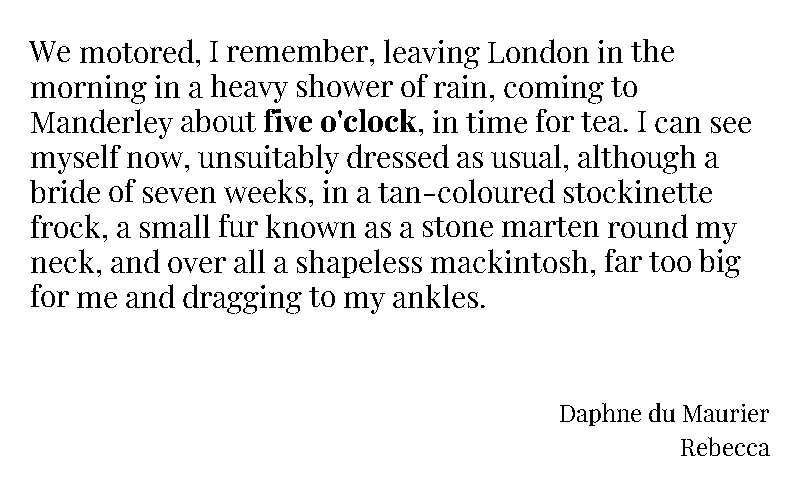 We motored, I remember, leaving London in the
morning in a heavy shower of rain, coming to
Manderley about five o'clock, in time for tea. I can see
myself now, unsuitably dressed as usual, although a
bride of seven weeks, in a tan-coloured stockinette
frock, a small fur known as a stone marten round my
neck, and over all a shapeless mackintosh, far too big
for me and dragging to my ankles.
Daphne du Maurier
Rebecca